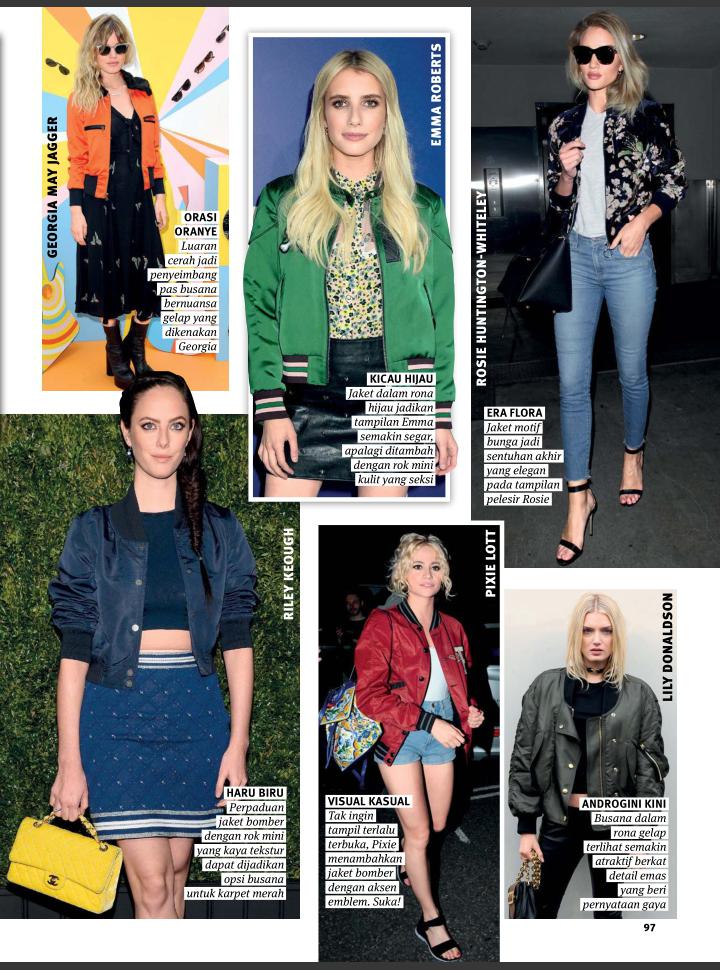 GEORGIA MAY JAGGER
ORASI
ORANYE
Luaran
cerah jadi
penyeimbang
pas busana
bernuansa
gelap yang
dikenakan
Georgia
EMMA ROBERTS
KICAU HIJAU
Jaket dalam rona
hijau jadikan
tampilan Emma
semakin segar,
apalagi ditambah
dengan rok mini
kulit yang seksi
ROSIE HUNTINGTON-WHITELEY
ERA FLORA
Jaket motif
bunga jadi
sentuhan akhir
yang elegan
pada tampilan
pelesir Rosie
RILEY KEOUGH
HARU BIRU
Perpaduan
jaket bomber
dengan rok mini
yang kaya tekstur
dapat dijadikan
opsi busana
untuk karpet merah
PIXIE LOTT
VISUAL KASUAL
Tak ingin
tampil terlalu
terbuka, Pixie
menambahkan
jaket bomber
dengan aksen
emblem. Suka!
LILY DONALDSON
ANDROGINI KINI
Busana dalam
rona gelap
terlihat semakin
atraktif berkat
detail emas
yang beri
pernyataan gaya
97